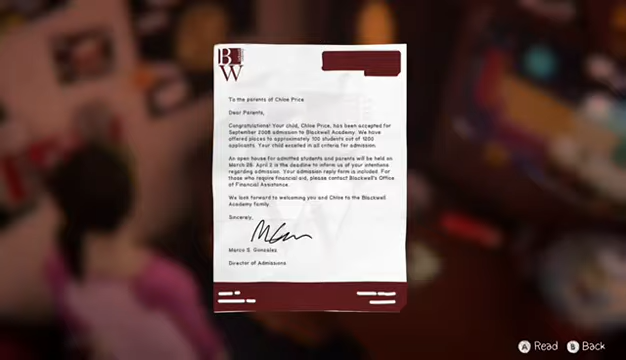 B
W
To the parents of Chloe Price
Dear Parents,
Congratulations! Your child, Chloe Price, has been accepted for
September 2008 admission to Blackwell Academy. We have
offered places to approximately 100 students out of 1200
applicants. Your child excelled in all criteria for admission.
An open house for admitted students and parents will be held on
March 28. April 2 is the deadline to inform us of your intentions
regarding admission. Your admission reply form is included. For
those who require financial aid, please contact Blackwell's Office
of Financial Assistance.
We look forward to welcoming you and Chloe to the Blackwell
Academy family.
Sincerely,
Marco S. Gonzalez
Director of Admissions
A Read B Back